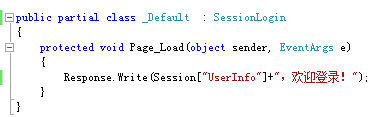 public partial class _Default : SessionLogin
{
protected void Page_Load(object sender, EventArgs e)
{
Response.Write(Session["UserInfo"]+", 欢迎登录! ");
}
}